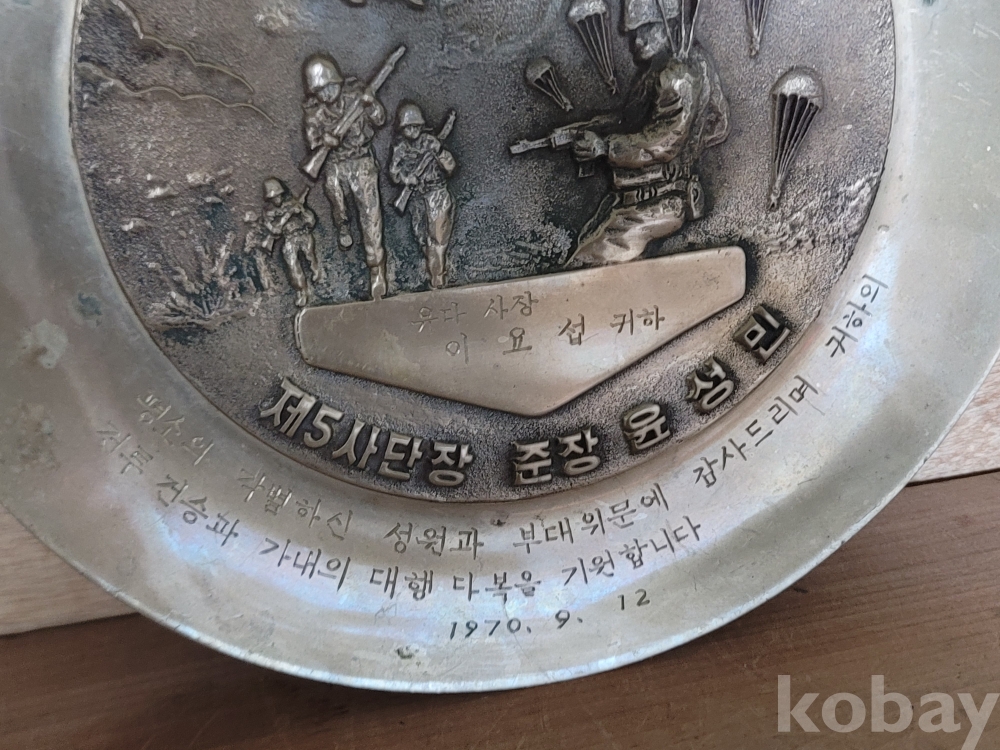 유다 사장
이 요 섭 귀하
제5사단장 준장 윤 성 민
평소의 각별하신 성원과 부대위문에 감사드리며 귀하의
건승과 가내의 대행 다복을 기원합니다
1970. 9. 12
kobay